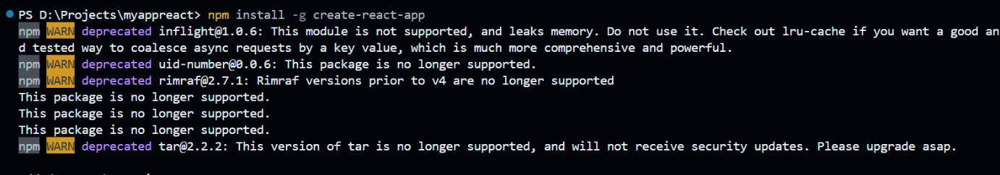 PS D:\Projects\myappreact> npm install -g create-react-app
npm WARN deprecated inflight@1.0.6: This module is not supported, and leaks memory. Do not use it. Check out lru-cache if you want a good an
d tested way to coalesce async requests by a key value, which is much more comprehensive and powerful.
npm WARN deprecated uid-number@0.0.6: This package is no longer supported.
npm WARN deprecated rimraf@2.7.1: Rimraf versions prior to v4 are no longer supported
This package is no longer supported.
This package is no longer supported.
This package is no longer supported.
npm WARN deprecated tar@2.2.2: This version of tar is no longer supported, and will not receive security updates. Please upgrade asap.